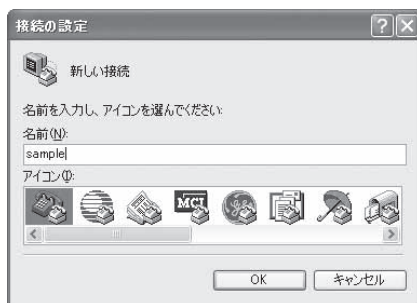 接続の設定
新しい接続
名前を入力し、アイコンを選んでください:
名前(N):
sample
アイコン(I):
MCI
OK
キャンセル